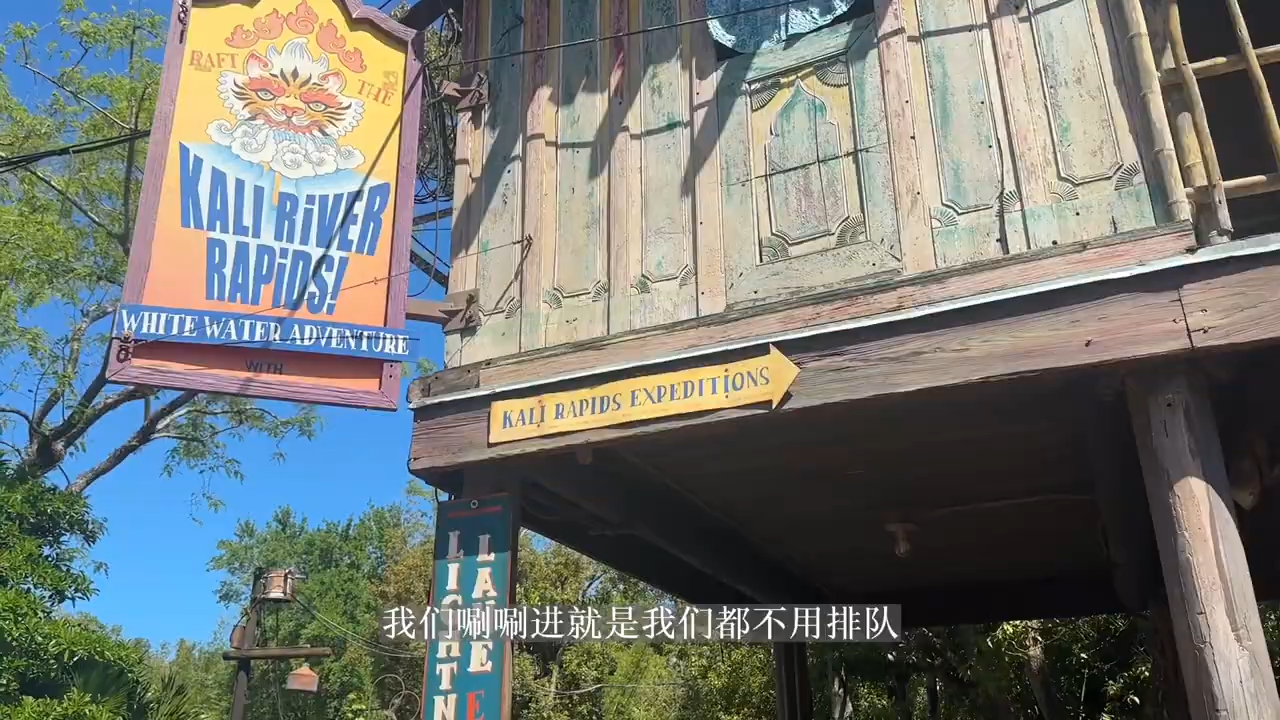 RAFT THE
KALI RiVER
RAPiDS!
WHITE WATER ADVENTURE
WITH
KALI RAPIDS EXPEDITIONS
LIGHTN
LANE E
我们唰唰进就是我们都不用排队